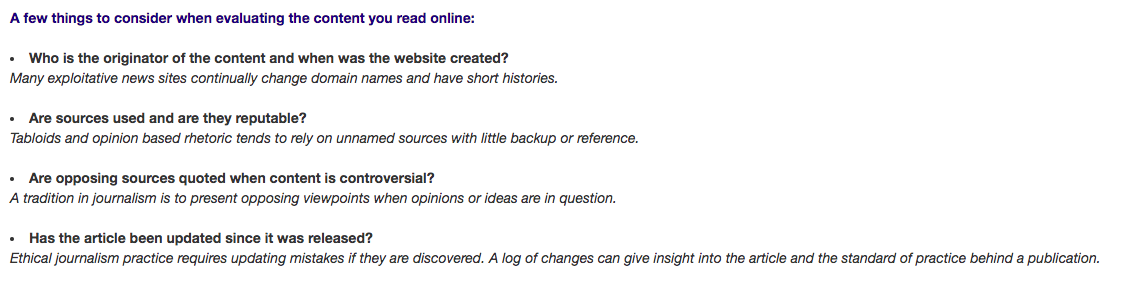 A few things to consider when evaluating the content you read online:
• Who is the originator of the content and when was the website created?
Many exploitative news sites continually change domain names and have short histories.
• Are sources used and are they reputable?
Tabloids and opinion based rhetoric tends to rely on unnamed sources with little backup or reference.
• Are opposing sources quoted when content is controversial?
A tradition in journalism is to present opposing viewpoints when opinions or ideas are in question.
• Has the article been updated since it was released?
Ethical journalism practice requires updating mistakes if they are discovered. A log of changes can give insight into the article and the standard of practice behind a publication.